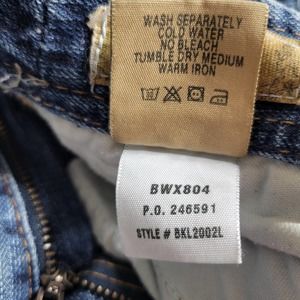 WASH SEPARATELY
COLD WATER
NO BLEACH
TUMBLE DRY MEDIUM
WARM IRON
BWX804
P.O. 246591
STYLE # BKL2002L